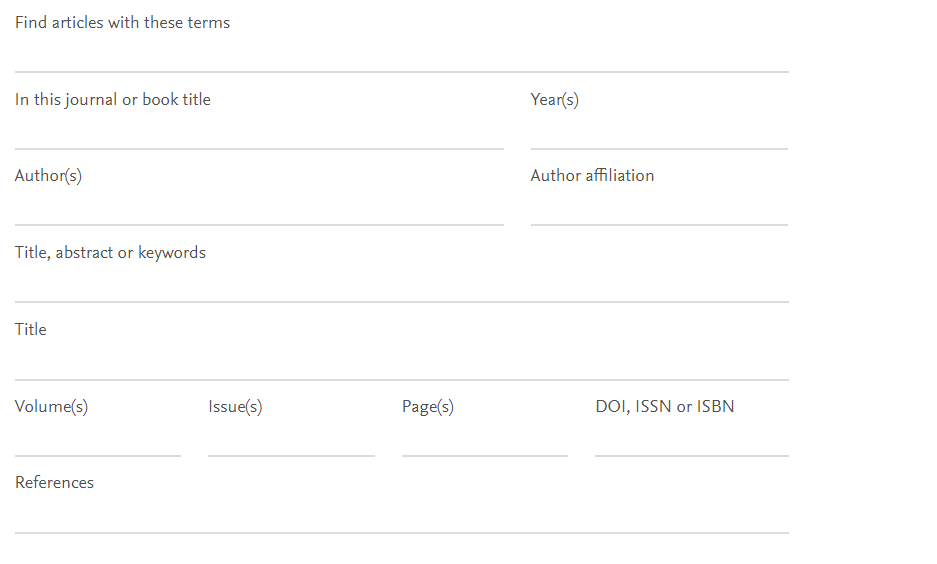 Find articles with these terms
In this journal or book title
Year(s)
Author(s)
Author affiliation
Title, abstract or keywords
Title
Volume(s)
Issue(s)
Page(s)
DOI, ISSN or ISBN
References